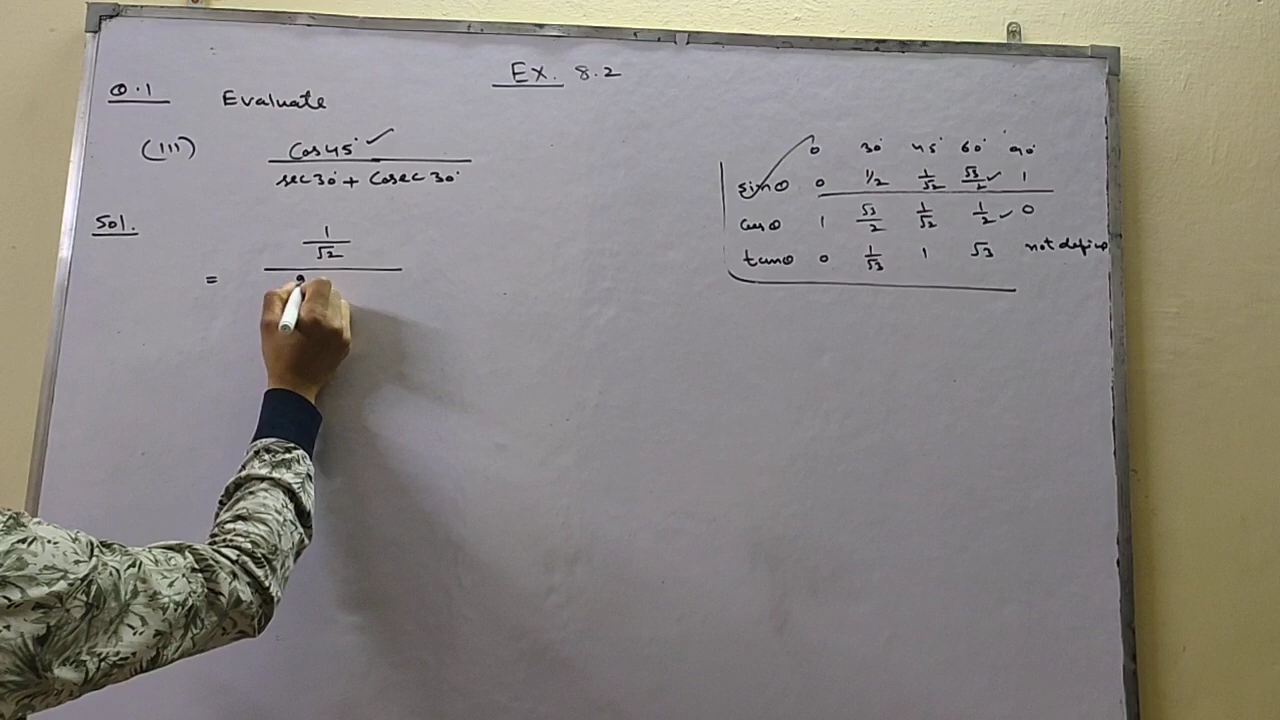 Ex. 8.2
Q.1 Evaluate
(iii) Cos45° ✓
sec30° + Cosec30°
Sol.
= 1/√2
0 30° 45° 60° 90°
sinθ 0 1/2 1/√2 √3/2 ✓ 1
cosθ 1 √3/2 1/√2 1/2 ✓ 0
tanθ 0 1/√3 1 √3 not define